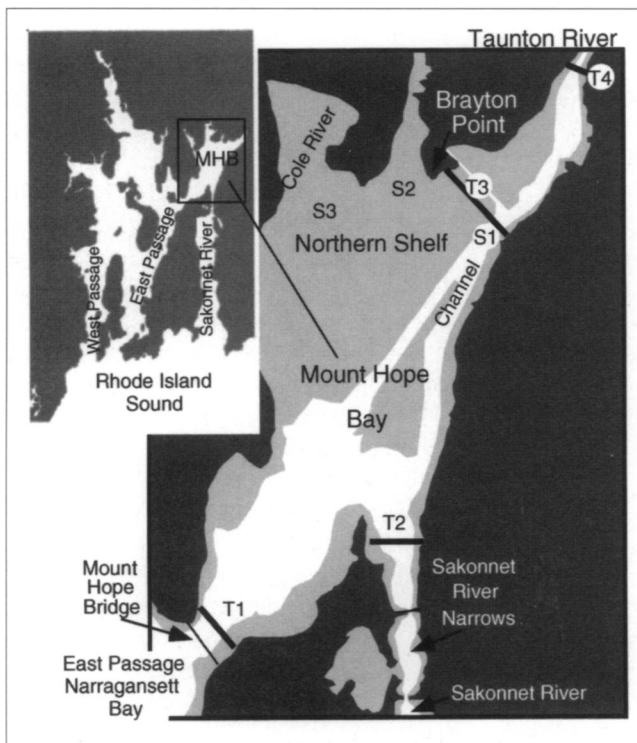 Taunton River
T4
Brayton
Point
MHB
Cole River
T3
S2
S3
S1
Northern Shelf
Channel
West Passage
East Passage
Sakonnet River
Rhode Island
Sound
Mount Hope
Bay
T2
Mount
Hope
Bridge
T1
Sakonnet
River
Narrows
East Passage
Narragansett
Bay
Sakonnet River